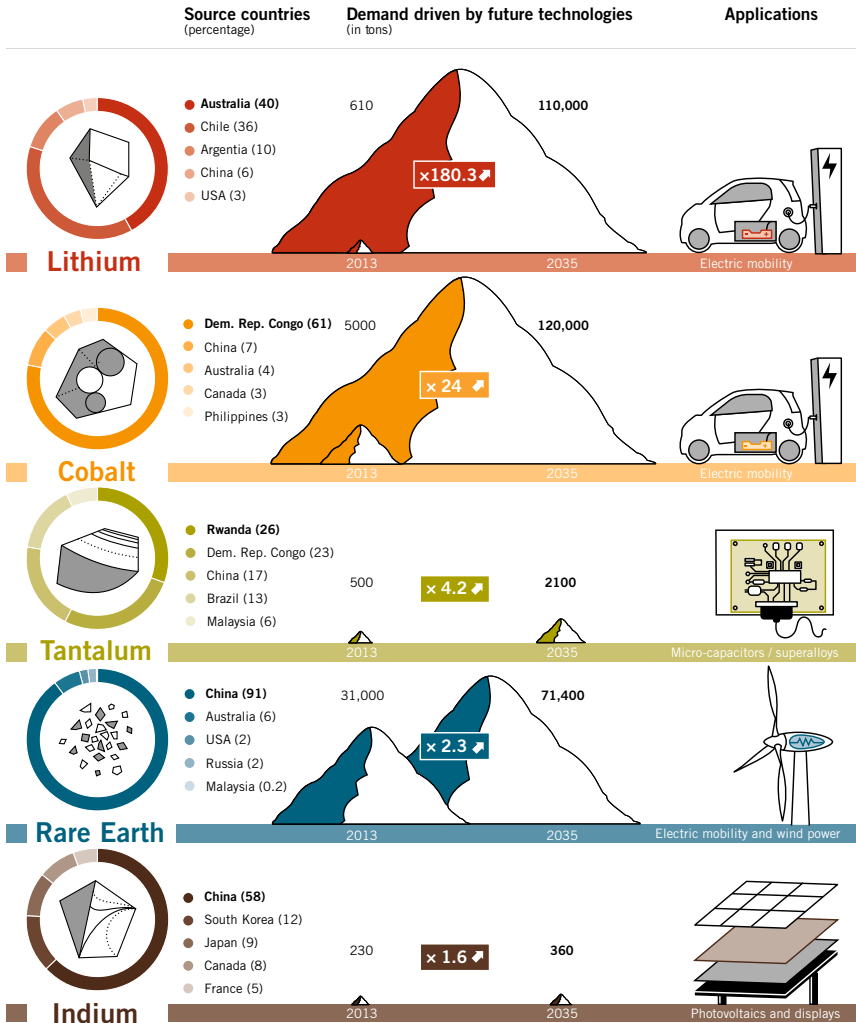 Source countries
(percentage)
Demand driven by future technologies
(in tons)
Applications
Australia (40)
Chile (36)
Argentia (10)
China (6)
USA (3)
610
110,000
×180.3
Lithium
2013
2035
Electric mobility
Dem. Rep. Congo (61)
China (7)
Australia (4)
Canada (3)
Philippines (3)
5000
120,000
× 24
Cobalt
2013
2035
Electric mobility
Rwanda (26)
Dem. Rep. Congo (23)
China (17)
Brazil (13)
Malaysia (6)
500
× 4.2
2100
Tantalum
2013
2035
Micro-capacitors / superalloys
China (91)
Australia (6)
USA (2)
Russia (2)
Malaysia (0.2)
31,000
71,400
× 2.3
Rare Earth
2013
2035
Electric mobility and wind power
China (58)
South Korea (12)
Japan (9)
Canada (8)
France (5)
230
× 1.6
360
Indium
2013
2035
Photovoltaics and displays